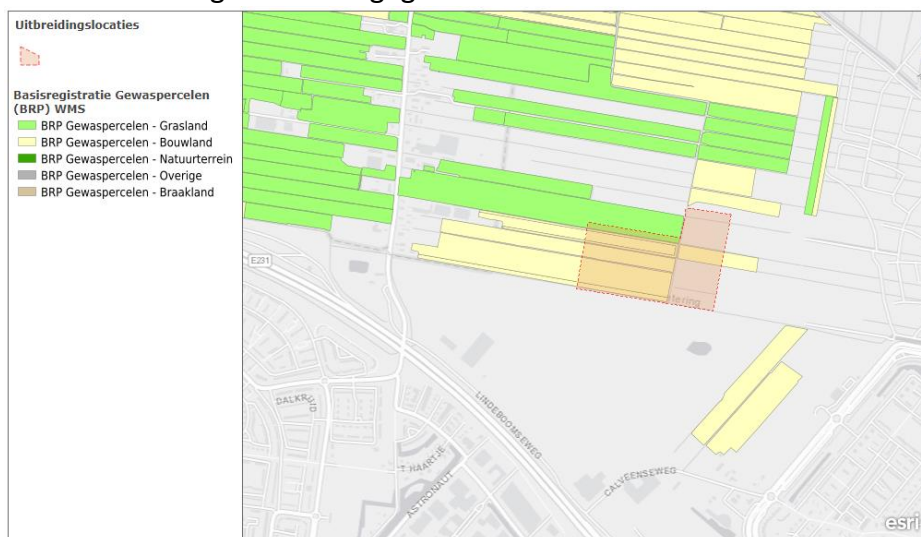 Uitbreidingslocaties
Basisregistratie Gewaspercelen
(BRP) WMS
BRP Gewaspercelen - Grasland
BRP Gewaspercelen - Bouwland
BRP Gewaspercelen - Natuurterrein
BRP Gewaspercelen - Overige
BRP Gewaspercelen - Braakland
E231
tering
LINDEBOOMSEWEG
DALKRUID
'T HAARTJE
ASTRONAUT
CALVEENSEWEG
esri